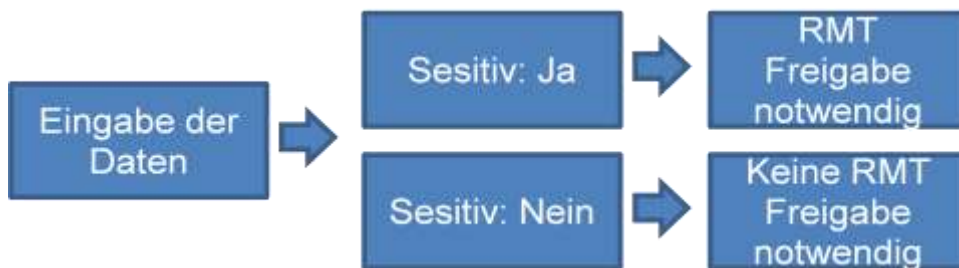 Eingabe der
Daten
Sesitiv: Ja
RMT
Freigabe
notwendig
Sesitiv: Nein
Keine RMT
Freigabe
notwendig